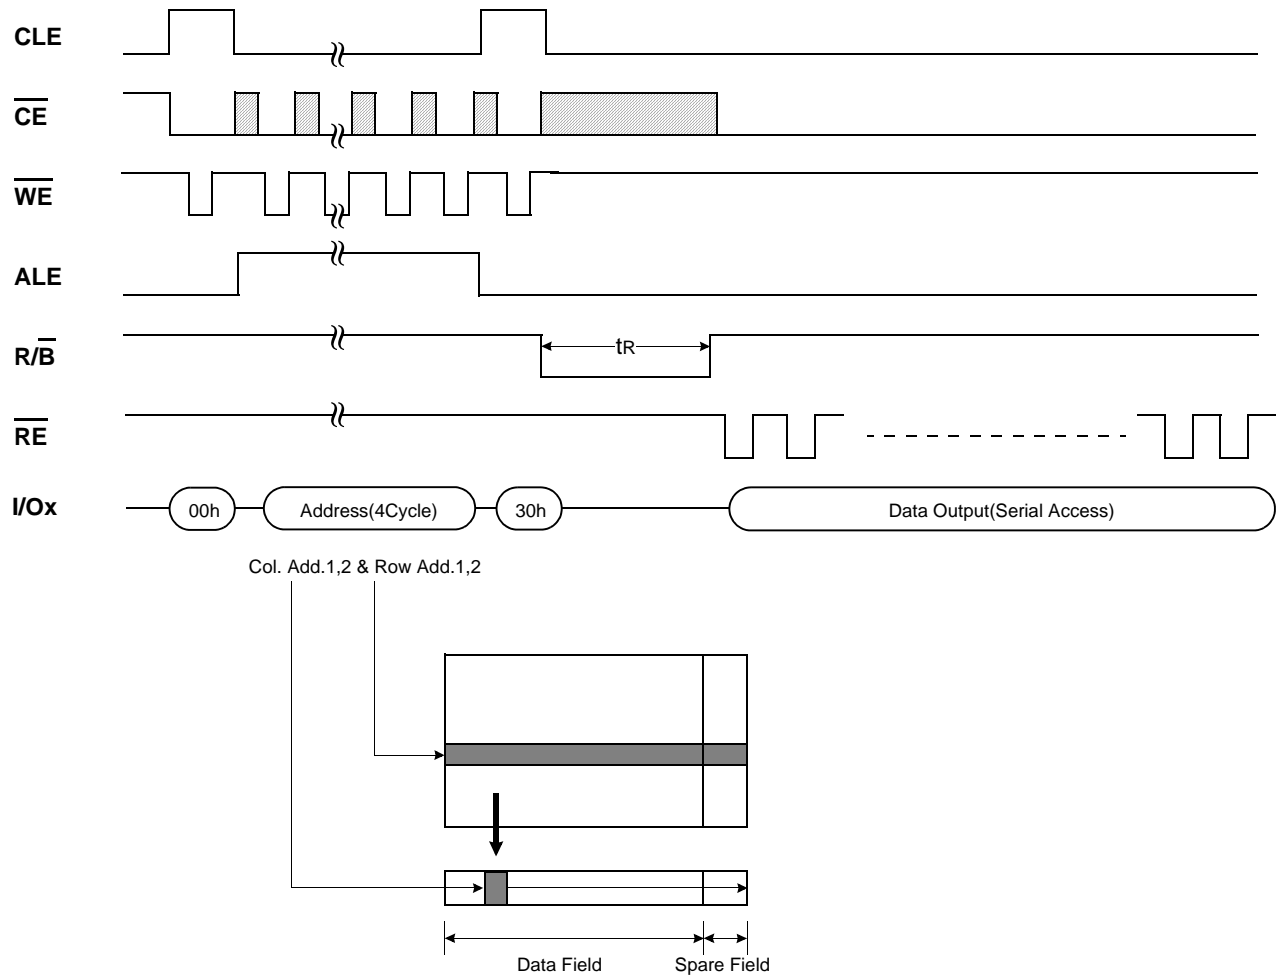 CLE
CE
WE
ALE
R/B
tR
RE
I/Ox
00h
Address(4Cycle)
30h
Data Output(Serial Access)
Col. Add.1,2 & Row Add.1,2
Data Field
Spare Field